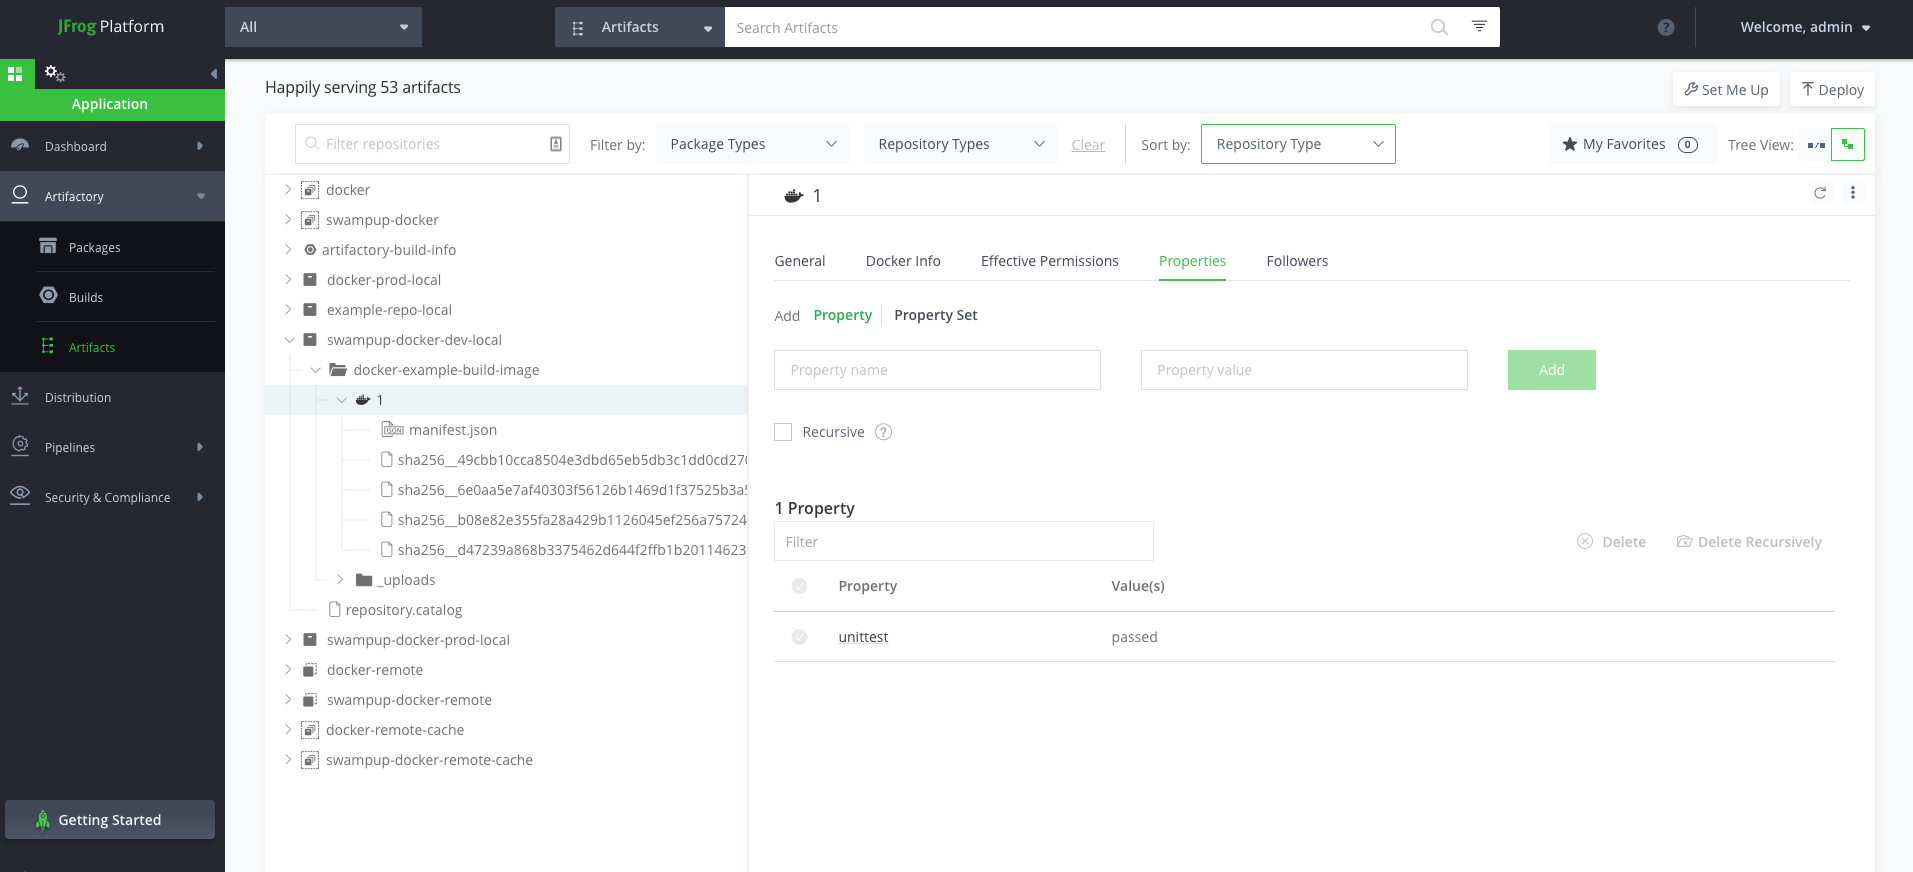 JFrog Platform
All
Artifacts
Search Artifacts
?
Welcome, admin
Application
Dashboard
Artifactory
Packages
Builds
Artifacts
Distribution
Pipelines
Security & Compliance
Getting Started
Happily serving 53 artifacts
Set Me Up
Deploy
Filter repositories
Filter by:
Package Types
Repository Types
Clear
Sort by:
Repository Type
My Favorites
0
Tree View:
docker
swampup-docker
artifactory-build-info
docker-prod-local
example-repo-local
swampup-docker-dev-local
docker-example-build-image
1
JSON manifest.json
sha256__49cbb10cca8504e3dbd65eb5db3c1dd0cd270
sha256__6e0aa5e7af40303f56126b1469d1f37525b3a5
sha256__b08e82e355fa28a429b1126045ef256a75724
sha256__d47239a868b3375462d644f2ffb1b20114623
_uploads
repository.catalog
swampup-docker-prod-local
docker-remote
swampup-docker-remote
docker-remote-cache
swampup-docker-remote-cache
1
General
Docker Info
Effective Permissions
Properties
Followers
Add
Property
Property Set
Property name
Property value
Add
Recursive ?
1 Property
Filter
Delete
Delete Recursively
Property
Value(s)
unittest
passed